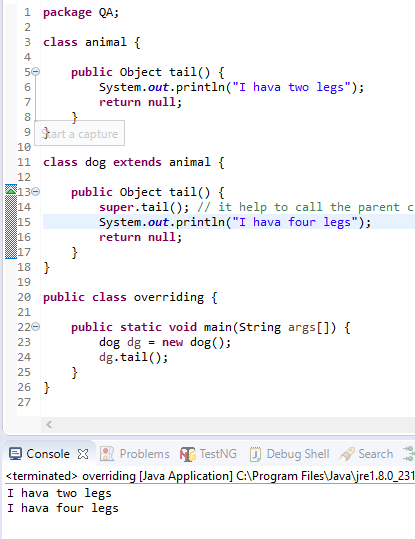 1 package QA;
2
3 class animal {
4
5 public Object tail() {
6 System.out.println("I hava two legs");
7 return null;
8 }
9 }
Start a capture
10
11 class dog extends animal {
12
13 public Object tail() {
14 super.tail(); // it help to call the parent c
15 System.out.println("I hava four legs");
16 return null;
17 }
18 }
19
20 public class overriding {
21
22 public static void main(String args[]) {
23 dog dg = new dog();
24 dg.tail();
25 }
26 }
27
Console Problems TestNG Debug Shell Search
<terminated> overriding [Java Application] C:\Program Files\Java\jre1.8.0_231
I hava two legs
I hava four legs